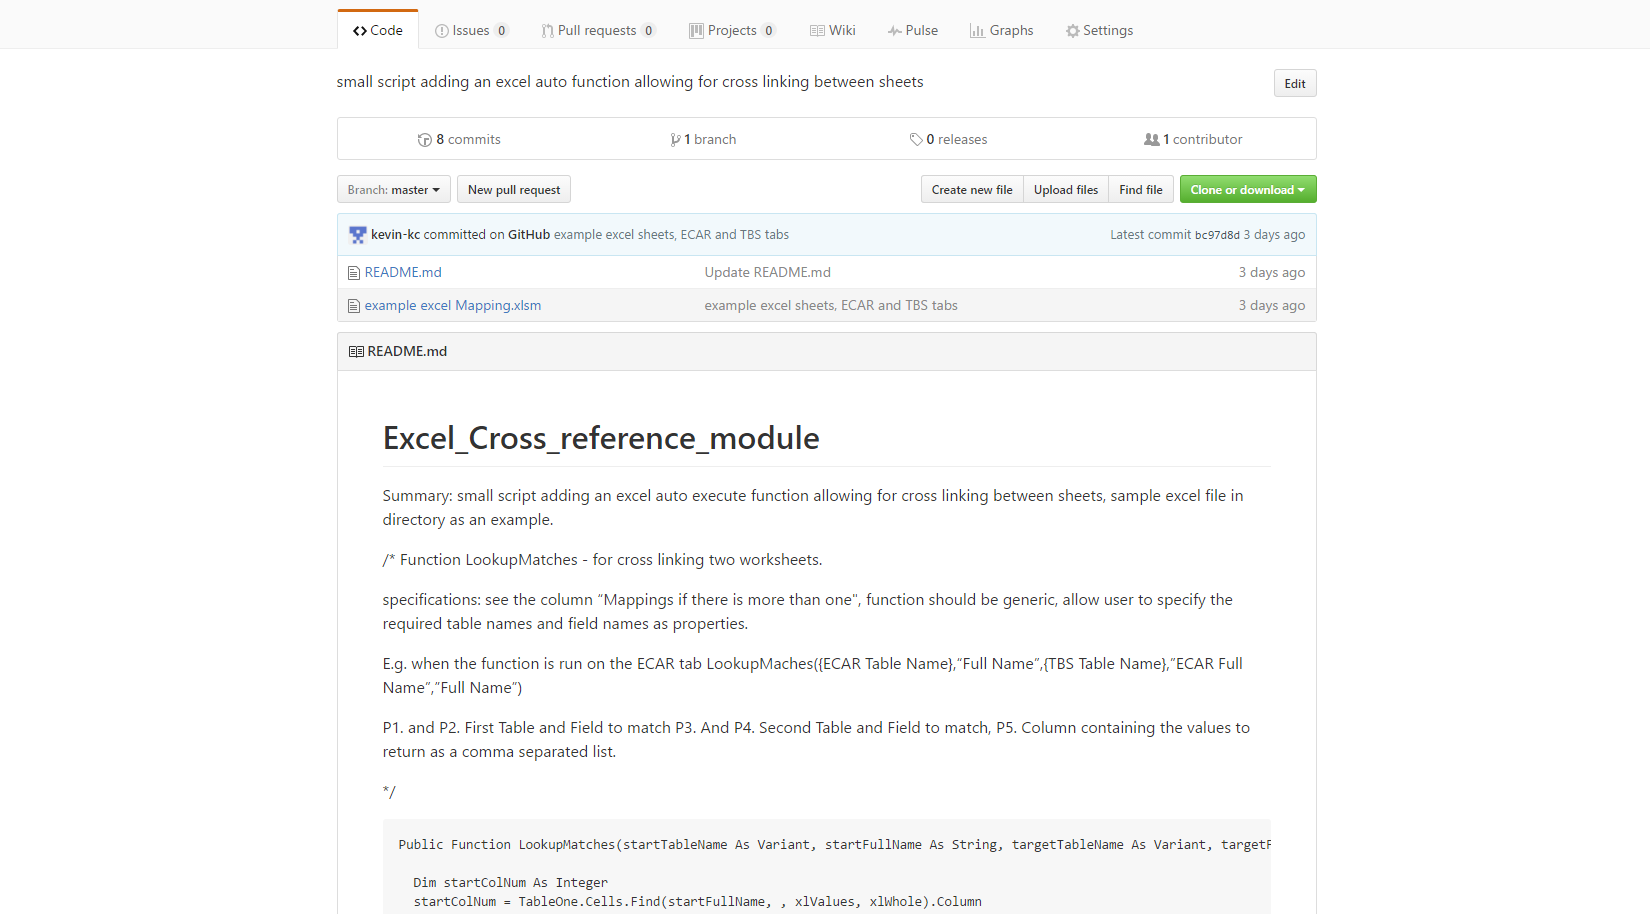 Code Issues 0 Pull requests 0 Projects 0 Wiki Pulse Graphs Settings
small script adding an excel auto function allowing for cross linking between sheets Edit
8 commits 1 branch 0 releases 1 contributor
Branch: master New pull request Create new file Upload files Find file Clone or download
kevin-kc committed on GitHub example excel sheets, ECAR and TBS tabs Latest commit bc97d8d 3 days ago
README.md Update README.md 3 days ago
example excel Mapping.xlsm example excel sheets, ECAR and TBS tabs 3 days ago
README.md
Excel_Cross_reference_module
Summary: small script adding an excel auto execute function allowing for cross linking between sheets, sample excel file in
directory as an example.
/* Function LookupMatches - for cross linking two worksheets.
specifications: see the column “Mappings if there is more than one", function should be generic, allow user to specify the
required table names and field names as properties.
E.g. when the function is run on the ECAR tab LookupMaches({ECAR Table Name},“Full Name”,{TBS Table Name},”ECAR Full
Name”,”Full Name”)
P1. and P2. First Table and Field to match P3. And P4. Second Table and Field to match, P5. Column containing the values to
return as a comma separated list.
*/
Public Function LookupMatches(startTableName As Variant, startFullName As String, targetTableName As Variant, targetF
Dim startColNum As Integer
startColNum = TableOne.Cells.Find(startFullName, , xlValues, xlWhole).Column